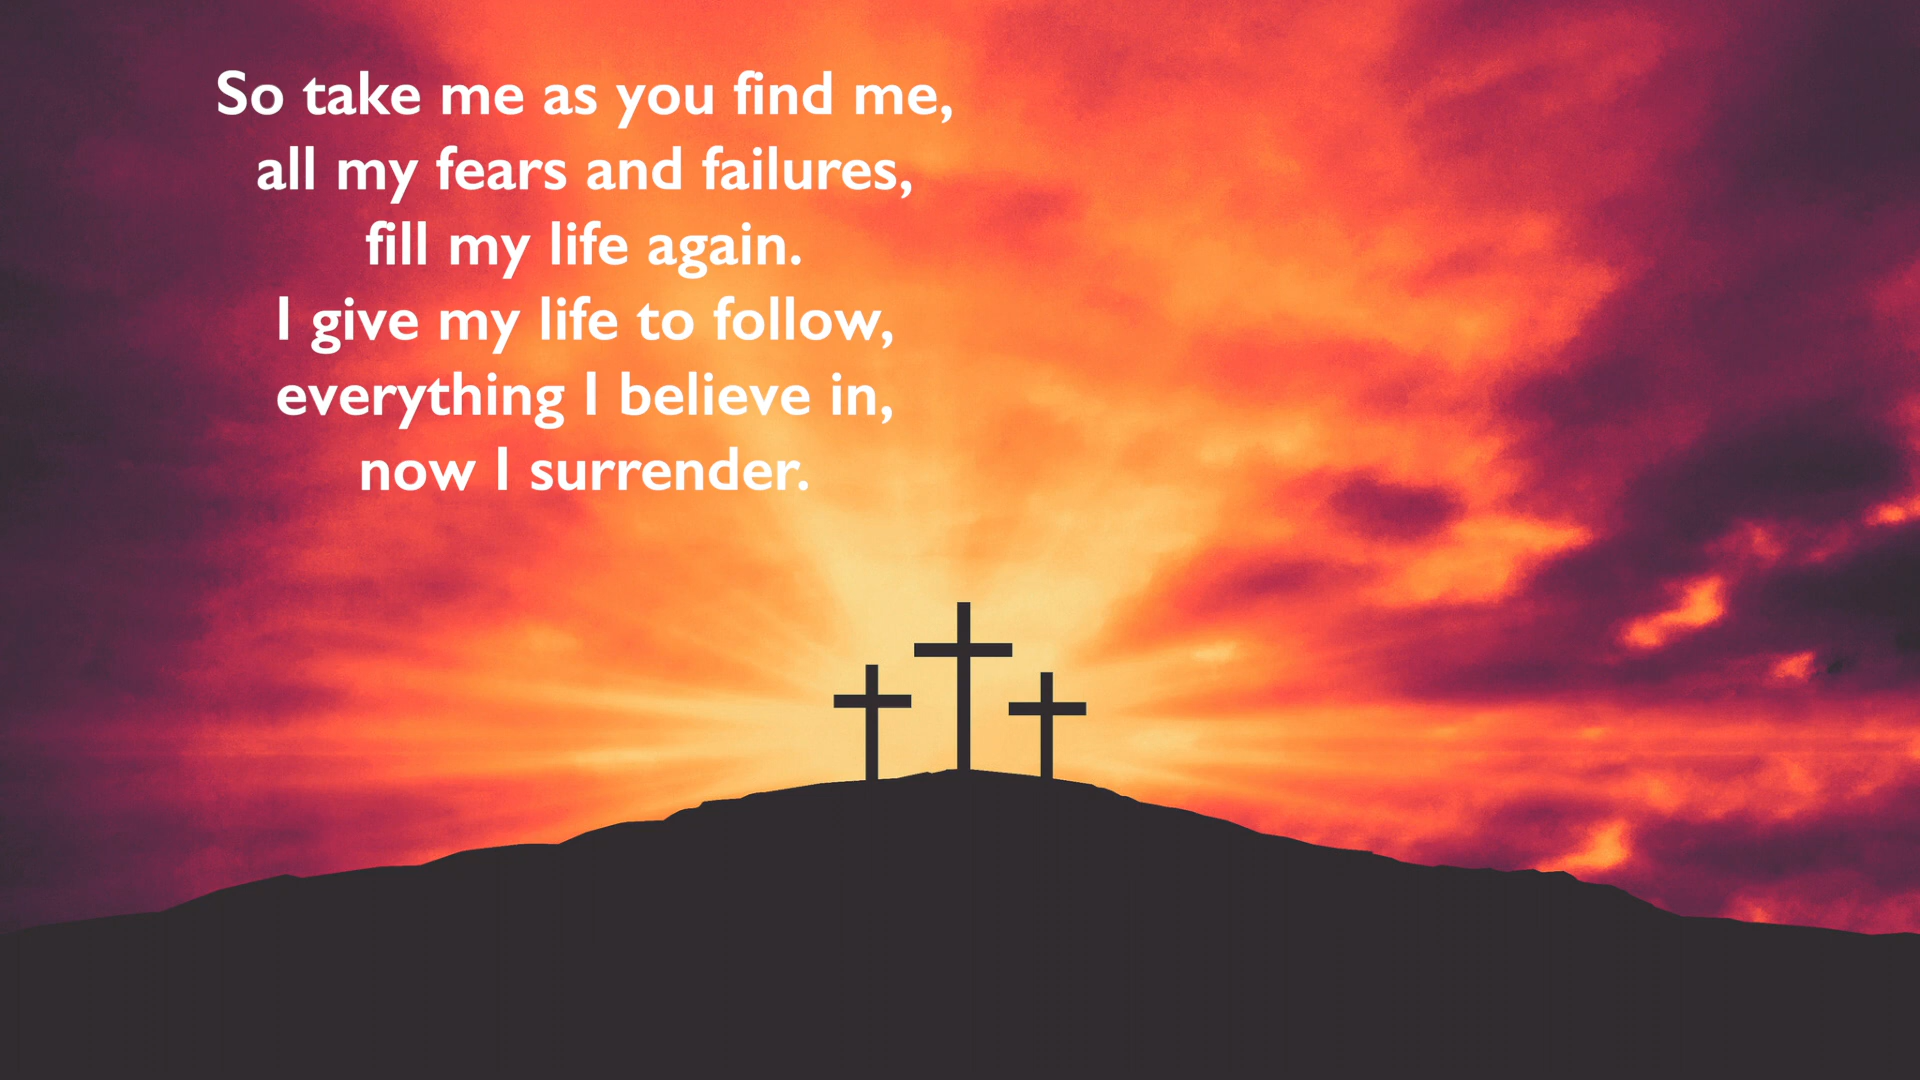 So take me as you find me,
all my fears and failures,
fill my life again.
I give my life to follow,
everything I believe in,
now I surrender.